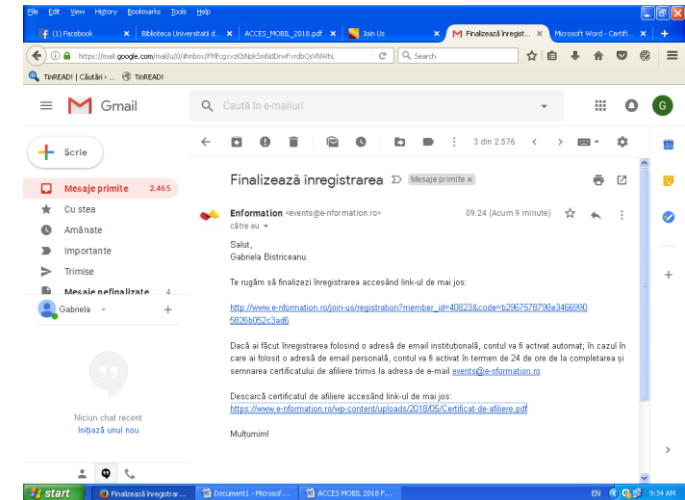 File Edit View History Bookmarks Tools Help
(1) Facebook
Biblioteca Universitatii d...
ACCES_MOBIL_2018.pdf
Join Us
Finalizează înregist...
Microsoft Word - Certifi...
https://mail.google.com/mail/u/0/
Search
TinREAD! | Căutări › ...
TinREAD!
Gmail
Caută în e-mailuri
G
Scrie
3 din 2.576
Mesaje primite 2.465
Cu stea
Amânate
Importante
Trimise
Mesaje nefinalizate 4
Gabriela
Niciun chat recent
Inițiază unul nou
Finalizează înregistrarea
Mesaje primite x
Enformation <events@e-nformation.ro>
09:24 (Acum 9 minute)
către eu
Salut,
Gabriela Bistriceanu.
Te rugăm să finalizezi înregistrarea accesând link-ul de mai jos:
http://www.e-nformation.ro/join-us/registration?member_id=40823&code=b2967578798e3466990
5826b052c3ad6
Dacă ai făcut înregistrarea folosind o adresă de email instituțională, contul va fi activat automat; în cazul în
care ai folosit o adresă de email personală, contul va fi activat în termen de 24 de ore de la completarea și
semnarea certificatului de afiliere trimis la adresa de e-mail events@e-nformation.ro
Descarcă certificatul de afiliere accesând link-ul de mai jos:
https://www.e-nformation.ro/wp-content/uploads/2018/05/Certificat-de-afiliere.pdf
Mulțumim!
start
Finalizează înregistrar...
Document1 - Microsof...
ACCES MOBIL 2018 P...
EN
9:34 AM